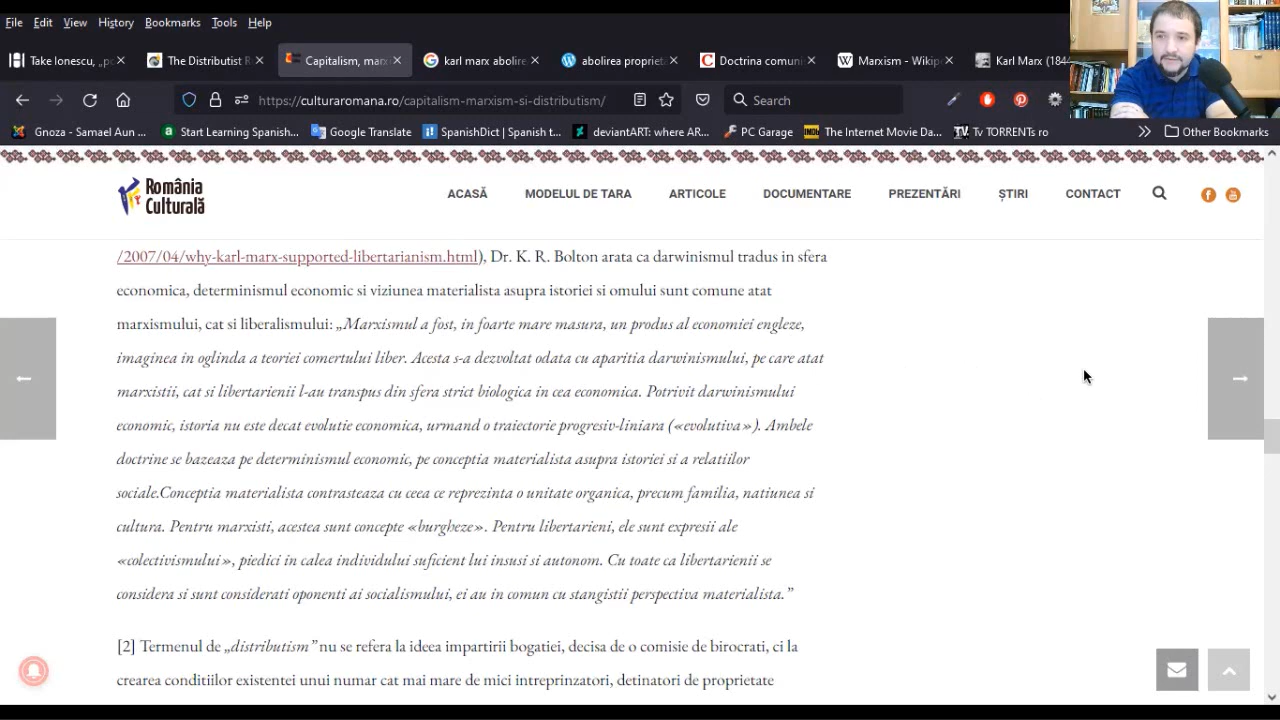 File Edit View History Bookmarks Tools Help
Take Ionescu, „pe
The Distributist R
Capitalism, marx
karl marx abolire
abolirea propriet
Doctrina comuni
Marxism - Wikip
Karl Marx (184
https://culturaromana.ro/capitalism-marxism-si-distributism/
Search
Gnoza - Samael Aun ...
Start Learning Spanish...
Google Translate
SpanishDict | Spanish t...
deviantART: where AR...
PC Garage
The Internet Movie Da...
Tv TORRENTs ro
Other Bookmarks
România
Culturală
ACASĂ MODELUL DE TARA ARTICOLE DOCUMENTARE PREZENTĂRI ȘTIRI CONTACT
/2007/04/why-karl-marx-supported-libertarianism.html), Dr. K. R. Bolton arata ca darwinismul tradus in sfera
economica, determinismul economic si viziunea materialista asupra istoriei si omului sunt comune atat
marxismului, cat si liberalismului: „Marxismul a fost, in foarte mare masura, un produs al economiei engleze,
imaginea in oglinda a teoriei comertului liber. Acesta s-a dezvoltat odata cu aparitia darwinismului, pe care atat
marxistii, cat si libertarienii l-au transpus din sfera strict biologica in cea economica. Potrivit darwinismului
economic, istoria nu este decat evolutie economica, urmand o traiectorie progresiv-liniara («evolutiva»). Ambele
doctrine se bazeaza pe determinismul economic, pe conceptia materialista asupra istoriei si a relatiilor
sociale.Conceptia materialista contrasteaza cu ceea ce reprezinta o unitate organica, precum familia, natiunea si
cultura. Pentru marxisti, acestea sunt concepte «burgheze». Pentru libertarieni, ele sunt expresii ale
«colectivismului», piedici in calea individului suficient lui insusi si autonom. Cu toate ca libertarienii se
considera si sunt considerati oponenti ai socialismului, ei au in comun cu stangistii perspectiva materialista.”
[2] Termenul de „distributism” nu se refera la ideea impartirii bogatiei, decisa de o comisie de birocrati, ci la
crearea conditiilor existentei unui numar cat mai mare de mici intreprinzatori, detinatori de proprietate